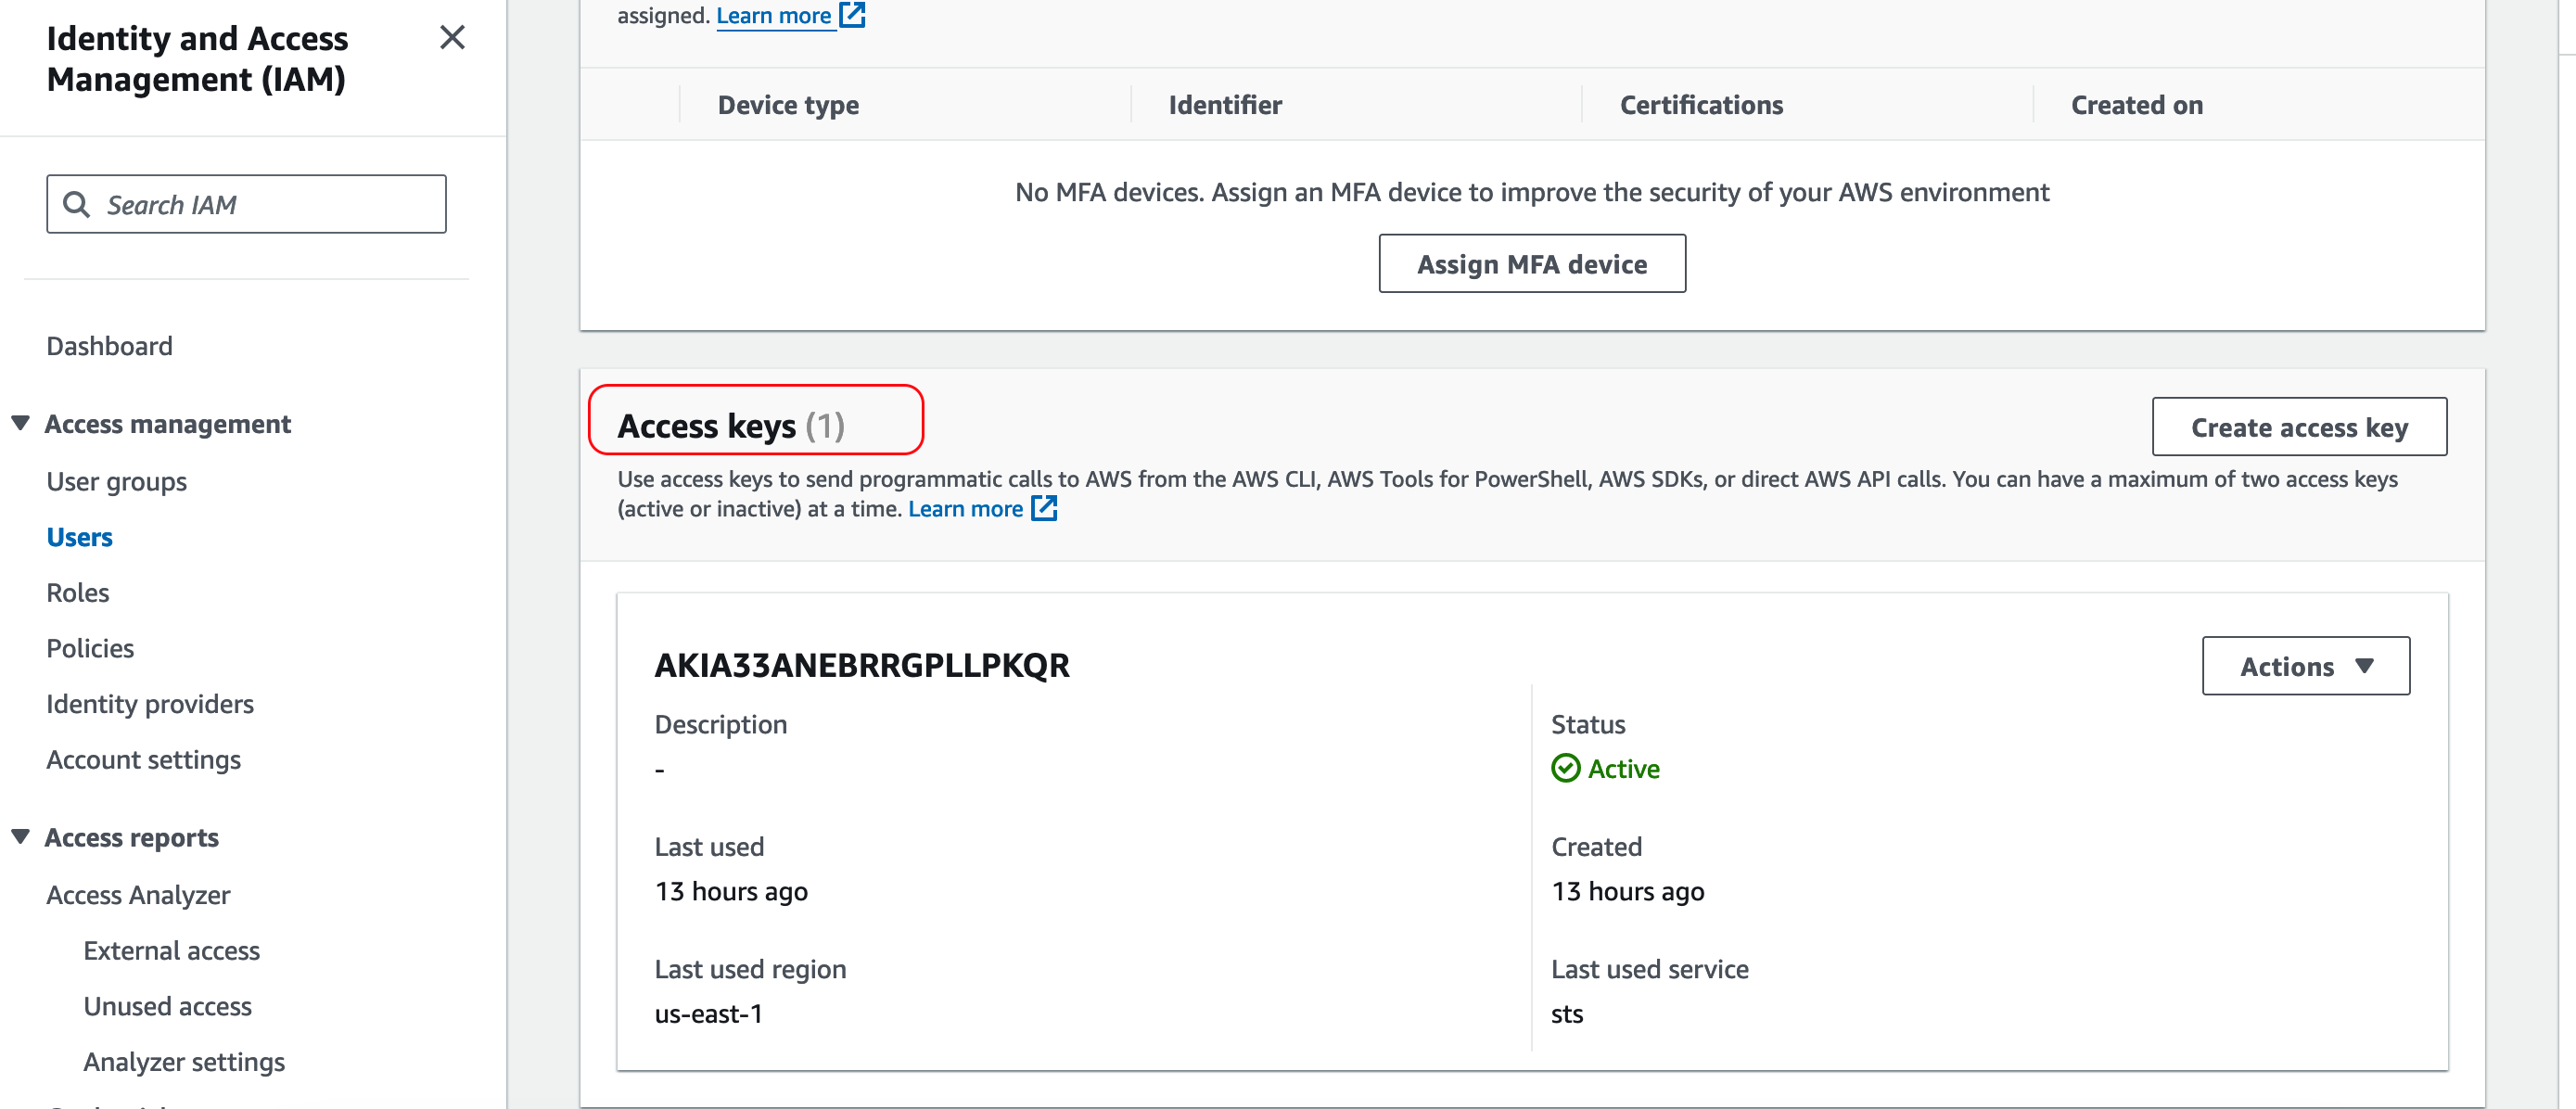 Identity and Access
Management (IAM)
Search IAM
Dashboard
Access management
User groups
Users
Roles
Policies
Identity providers
Account settings
Access reports
Access Analyzer
External access
Unused access
Analyzer settings
assigned. Learn more
Device type Identifier Certifications Created on
No MFA devices. Assign an MFA device to improve the security of your AWS environment
Assign MFA device
Access keys (1)
Create access key
Use access keys to send programmatic calls to AWS from the AWS CLI, AWS Tools for PowerShell, AWS SDKs, or direct AWS API calls. You can have a maximum of two access keys
(active or inactive) at a time. Learn more
AKIA33ANEBRRGPLLPKQR
Actions
Description
-
Status
Active
Last used
13 hours ago
Created
13 hours ago
Last used region
us-east-1
Last used service
sts